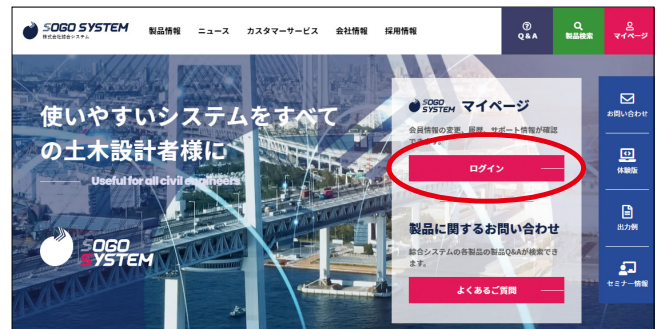 SOGO SYSTEM
株式会社綜合システム
製品情報 ニュース カスタマーサービス 会社情報 採用情報
Q&A
製品検索
マイページ
使いやすいシステムをすべて
の土木設計者様に
Useful for all civil engineers
SOGO SYSTEM
SOGO SYSTEM マイページ
会員情報の変更、履歴、サポート情報が確認
できます。
ログイン
製品に関するお問い合わせ
綜合システムの各製品の製品Q&Aが検索でき
ます。
よくあるご質問
お問い合わせ
体験版
出力例
セミナー情報